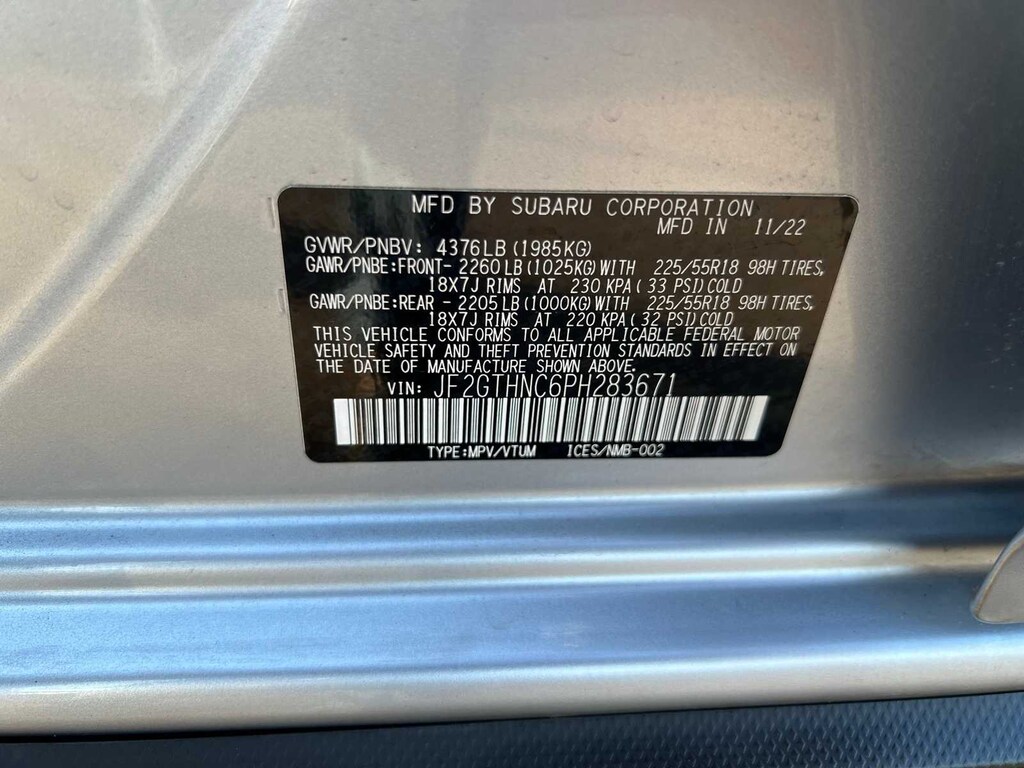 MFD BY SUBARU CORPORATION
MFD IN 11/22
GVWR/PNBV: 4376LB (1985KG)
GAWR/PNBE:FRONT- 2260 LB (1025KG) WITH 225/55R18 98H TIRES,
18X7J RIMS AT 230 KPA ( 33 PSI) COLD
GAWR/PNBE:REAR - 2205 LB (1000KG) WITH 225/55R18 98H TIRES,
18X7J RIMS AT 220 KPA ( 32 PSI) COLD
THIS VEHICLE CONFORMS TO ALL APPLICABLE FEDERAL MOTOR
VEHICLE SAFETY AND THEFT PREVENTION STANDARDS IN EFFECT ON
THE DATE OF MANUFACTURE SHOWN ABOVE.
VIN: JF2GTHNC6PH283671
TYPE:MPV/VTUM ICES/NMB-002